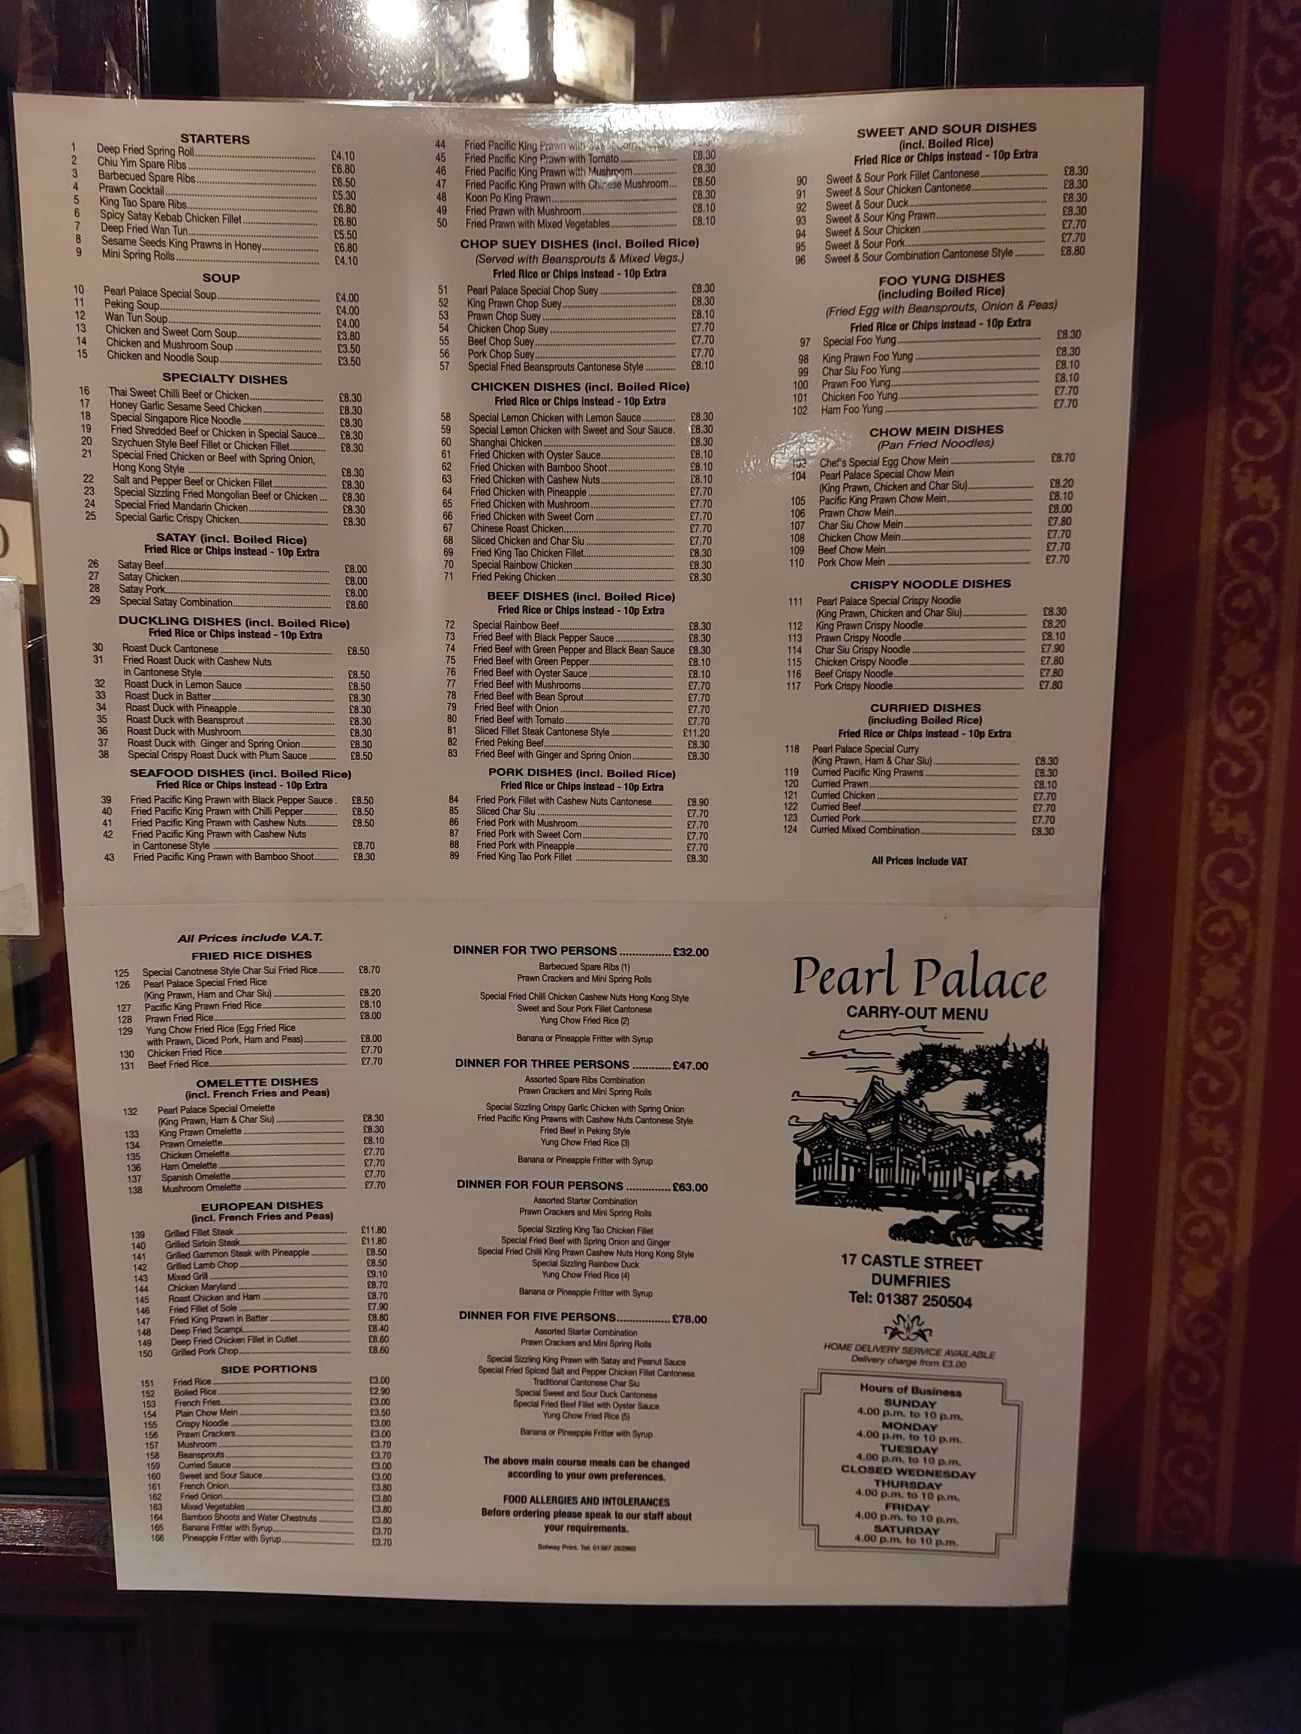 STARTERS
1 Deep Fried Spring Roll £4.10
2 Chiu Yim Spare Ribs £6.80
3 Barbecued Spare Ribs £6.50
4 Prawn Cocktail £5.30
5 King Tao Spare Ribs £6.80
6 Spicy Satay Kebab Chicken Fillet £6.80
7 Deep Fried Wan Tun £5.50
8 Sesame Seeds King Prawns in Honey £6.80
9 Mini Spring Rolls £4.10
SOUP
10 Pearl Palace Special Soup £4.00
11 Peking Soup £4.00
12 Wan Tun Soup £4.00
13 Chicken and Sweet Corn Soup £3.80
14 Chicken and Mushroom Soup £3.50
15 Chicken and Noodle Soup £3.50
SPECIALTY DISHES
16 Thai Sweet Chilli Beef or Chicken £8.30
17 Honey Garlic Sesame Seed Chicken £8.30
18 Special Singapore Rice Noodle £8.30
19 Fried Shredded Beef or Chicken in Special Sauce £8.30
20 Szychuen Style Beef Fillet or Chicken Fillet £8.30
21 Special Fried Chicken or Beef with Spring Onion,
Hong Kong Style £8.30
22 Salt and Pepper Beef or Chicken Fillet £8.30
23 Special Sizzling Fried Mongolian Beef or Chicken £8.30
24 Special Fried Mandarin Chicken £8.30
25 Special Garlic Crispy Chicken £8.30
SATAY (incl. Boiled Rice)
Fried Rice or Chips instead - 10p Extra
26 Satay Beef £8.00
27 Satay Chicken £8.00
28 Satay Pork £8.00
29 Special Satay Combination £8.60
DUCKLING DISHES (incl. Boiled Rice)
Fried Rice or Chips instead - 10p Extra
30 Roast Duck Cantonese £8.50
31 Fried Roast Duck with Cashew Nuts
in Cantonese Style £8.50
32 Roast Duck in Lemon Sauce £8.50
33 Roast Duck in Batter £8.30
34 Roast Duck with Pineapple £8.30
35 Roast Duck with Beansprout £8.30
36 Roast Duck with Mushroom £8.30
37 Roast Duck with Ginger and Spring Onion £8.30
38 Special Crispy Roast Duck with Plum Sauce £8.50
SEAFOOD DISHES (incl. Boiled Rice)
Fried Rice or Chips instead - 10p Extra
39 Fried Pacific King Prawn with Black Pepper Sauce £8.50
40 Fried Pacific King Prawn with Chilli Pepper £8.50
41 Fried Pacific King Prawn with Cashew Nuts £8.50
42 Fried Pacific King Prawn with Cashew Nuts
in Cantonese Style £8.70
43 Fried Pacific King Prawn with Bamboo Shoot £8.30
44 Fried Pacific King Prawn with
45 Fried Pacific King Prawn with Tomato £8.30
46 Fried Pacific King Prawn with Mushroom £8.30
47 Fried Pacific King Prawn with Chinese Mushroom £8.50
48 Koon Po King Prawn £8.30
49 Fried Prawn with Mushroom £8.10
50 Fried Prawn with Mixed Vegetables £8.10
CHOP SUEY DISHES (incl. Boiled Rice)
(Served with Beansprouts & Mixed Vegs.)
Fried Rice or Chips instead - 10p Extra
51 Pearl Palace Special Chop Suey £8.30
52 King Prawn Chop Suey £8.30
53 Prawn Chop Suey £8.10
54 Chicken Chop Suey £7.70
55 Beef Chop Suey £7.70
56 Pork Chop Suey £7.70
57 Special Fried Beansprouts Cantonese Style £8.10
CHICKEN DISHES (incl. Boiled Rice)
Fried Rice or Chips instead - 10p Extra
58 Special Lemon Chicken with Lemon Sauce £8.30
59 Special Lemon Chicken with Sweet and Sour Sauce. £8.30
60 Shanghai Chicken £8.30
61 Fried Chicken with Oyster Sauce £8.10
62 Fried Chicken with Bamboo Shoot £8.10
63 Fried Chicken with Cashew Nuts £8.10
64 Fried Chicken with Pineapple £7.70
65 Fried Chicken with Mushroom £7.70
66 Fried Chicken with Sweet Corn £7.70
67 Chinese Roast Chicken £7.70
68 Sliced Chicken and Char Siu £7.70
69 Fried King Tao Chicken Fillet £8.30
70 Special Rainbow Chicken £8.30
71 Fried Peking Chicken £8.30
BEEF DISHES (incl. Boiled Rice)
Fried Rice or Chips instead - 10p Extra
72 Special Rainbow Beef £8.30
73 Fried Beef with Black Pepper Sauce £8.30
74 Fried Beef with Green Pepper and Black Bean Sauce £8.30
75 Fried Beef with Green Pepper £8.10
76 Fried Beef with Oyster Sauce £8.10
77 Fried Beef with Mushrooms £7.70
78 Fried Beef with Bean Sprout £7.70
79 Fried Beef with Onion £7.70
80 Fried Beef with Tomato £7.70
81 Sliced Fillet Steak Cantonese Style £11.20
82 Fried Peking Beef £8.30
83 Fried Beef with Ginger and Spring Onion £8.30
PORK DISHES (incl. Boiled Rice)
Fried Rice or Chips instead - 10p Extra
84 Fried Pork Fillet with Cashew Nuts Cantonese £8.90
85 Sliced Char Siu £7.70
86 Fried Pork with Mushroom £7.70
87 Fried Pork with Sweet Corn £7.70
88 Fried Pork with Pineapple £7.70
89 Fried King Tao Pork Fillet £8.30
SWEET AND SOUR DISHES
(incl. Boiled Rice)
Fried Rice or Chips instead - 10p Extra
90 Sweet & Sour Pork Fillet Cantonese £8.30
91 Sweet & Sour Chicken Cantonese £8.30
92 Sweet & Sour Duck £8.30
93 Sweet & Sour King Prawn £8.30
94 Sweet & Sour Chicken £7.70
95 Sweet & Sour Pork £7.70
96 Sweet & Sour Combination Cantonese Style £8.80
FOO YUNG DISHES
(including Boiled Rice)
(Fried Egg with Beansprouts, Onion & Peas)
Fried Rice or Chips instead - 10p Extra
97 Special Foo Yung £8.30
98 King Prawn Foo Yung £8.30
99 Char Siu Foo Yung £8.10
100 Prawn Foo Yung £8.10
101 Chicken Foo Yung £7.70
102 Ham Foo Yung £7.70
CHOW MEIN DISHES
(Pan Fried Noodles)
103 Chef's Special Egg Chow Mein £8.70
104 Pearl Palace Special Chow Mein
(King Prawn, Chicken and Char Siu) £8.20
105 Pacific King Prawn Chow Mein £8.10
106 Prawn Chow Mein £8.00
107 Char Siu Chow Mein £7.80
108 Chicken Chow Mein £7.70
109 Beef Chow Mein £7.70
110 Pork Chow Mein £7.70
CRISPY NOODLE DISHES
111 Pearl Palace Special Crispy Noodle
(King Prawn, Chicken and Char Siu) £8.30
112 King Prawn Crispy Noodle £8.20
113 Prawn Crispy Noodle £8.10
114 Char Siu Crispy Noodle £7.90
115 Chicken Crispy Noodle £7.80
116 Beef Crispy Noodle £7.80
117 Pork Crispy Noodle £7.80
CURRIED DISHES
(including Boiled Rice)
Fried Rice or Chips instead - 10p Extra
118 Pearl Palace Special Curry
(King Prawn, Ham & Char Siu) £8.30
119 Curried Pacific King Prawns £8.30
120 Curried Prawn £8.10
121 Curried Chicken £7.70
122 Curried Beef £7.70
123 Curried Pork £7.70
124 Curried Mixed Combination £8.30
All Prices Include VAT
All Prices include V.A.T.
FRIED RICE DISHES
125 Special Canotnese Style Char Sui Fried Rice £8.70
126 Pearl Palace Special Fried Rice
(King Prawn, Ham and Char Siu) £8.20
127 Pacific King Prawn Fried Rice £8.10
128 Prawn Fried Rice £8.00
129 Yung Chow Fried Rice (Egg Fried Rice
with Prawn, Diced Pork, Ham and Peas) £8.00
130 Chicken Fried Rice £7.70
131 Beef Fried Rice £7.70
OMELETTE DISHES
(incl. French Fries and Peas)
132 Pearl Palace Special Omelette
(King Prawn, Ham & Char Siu) £8.30
133 King Prawn Omelette £8.30
134 Prawn Omelette £8.10
135 Chicken Omelette £7.70
136 Ham Omelette £7.70
137 Spanish Omelette £7.70
138 Mushroom Omelette £7.70
EUROPEAN DISHES
(incl. French Fries and Peas)
139 Grilled Fillet Steak £11.80
140 Grilled Sirloin Steak £11.80
141 Grilled Gammon Steak with Pineapple £8.50
142 Grilled Lamb Chop £8.50
143 Mixed Grill £9.10
144 Chicken Maryland £8.70
145 Roast Chicken and Ham £8.70
146 Fried Fillet of Sole £7.90
147 Fried King Prawn in Batter £8.80
148 Deep Fried Scampi £8.40
149 Deep Fried Chicken Fillet in Cutlet £8.60
150 Grilled Pork Chop £8.60
SIDE PORTIONS
151 Fried Rice £3.00
152 Boiled Rice £2.90
153 French Fries £3.00
154 Plain Chow Mein £3.50
155 Crispy Noodle £3.00
156 Prawn Crackers £3.00
157 Mushroom £3.70
158 Beansprouts £3.70
159 Curried Sauce £3.00
160 Sweet and Sour Sauce £3.00
161 French Onion £3.80
162 Fried Onion £3.80
163 Mixed Vegetables £3.80
164 Bamboo Shoots and Water Chestnuts £3.80
165 Banana Fritter with Syrup £3.70
166 Pineapple Fritter with Syrup £3.70
DINNER FOR TWO PERSONS £32.00
Barbecued Spare Ribs (1)
Prawn Crackers and Mini Spring Rolls
Special Fried Chilli Chicken Cashew Nuts Hong Kong Style
Sweet and Sour Pork Fillet Cantonese
Yung Chow Fried Rice (2)
Banana or Pineapple Fritter with Syrup
DINNER FOR THREE PERSONS £47.00
Assorted Spare Ribs Combination
Prawn Crackers and Mini Spring Rolls
Special Sizzling Crispy Garlic Chicken with Spring Onion
Fried Pacific King Prawns with Cashew Nuts Cantonese Style
Fried Beef in Peking Style
Yung Chow Fried Rice (3)
Banana or Pineapple Fritter with Syrup
DINNER FOR FOUR PERSONS £63.00
Assorted Starter Combination
Prawn Crackers and Mini Spring Rolls
Special Sizzling King Tao Chicken Fillet
Special Fried Beef with Spring Onion and Ginger
Special Fried Chilli King Prawn Cashew Nuts Hong Kong Style
Special Sizzling Rainbow Duck
Yung Chow Fried Rice (4)
Banana or Pineapple Fritter with Syrup
DINNER FOR FIVE PERSONS £78.00
Assorted Starter Combination
Prawn Crackers and Mini Spring Rolls
Special Sizzling King Prawn with Satay and Peanut Sauce
Special Fried Spiced Salt and Pepper Chicken Fillet Cantonese
Traditional Cantonese Char Siu
Special Sweet and Sour Duck Cantonese
Special Fried Beef Fillet with Oyster Sauce
Yung Chow Fried Rice (5)
Banana or Pineapple Fritter with Syrup
The above main course meals can be changed
according to your own preferences.
FOOD ALLERGIES AND INTOLERANCES
Before ordering please speak to our staff about
your requirements.
Solway Print. Tel. 01387
Pearl Palace
CARRY-OUT MENU
17 CASTLE STREET
DUMFRIES
Tel: 01387 250504
HOME DELIVERY SERVICE AVAILABLE
Delivery charge from £3.00
Hours of Business
SUNDAY
4.00 p.m. to 10 p.m.
MONDAY
4.00 p.m. to 10 p.m.
TUESDAY
4.00 p.m. to 10 p.m.
CLOSED WEDNESDAY
THURSDAY
4.00 p.m. to 10 p.m.
FRIDAY
4.00 p.m. to 10 p.m.
SATURDAY
4.00 p.m. to 10 p.m.